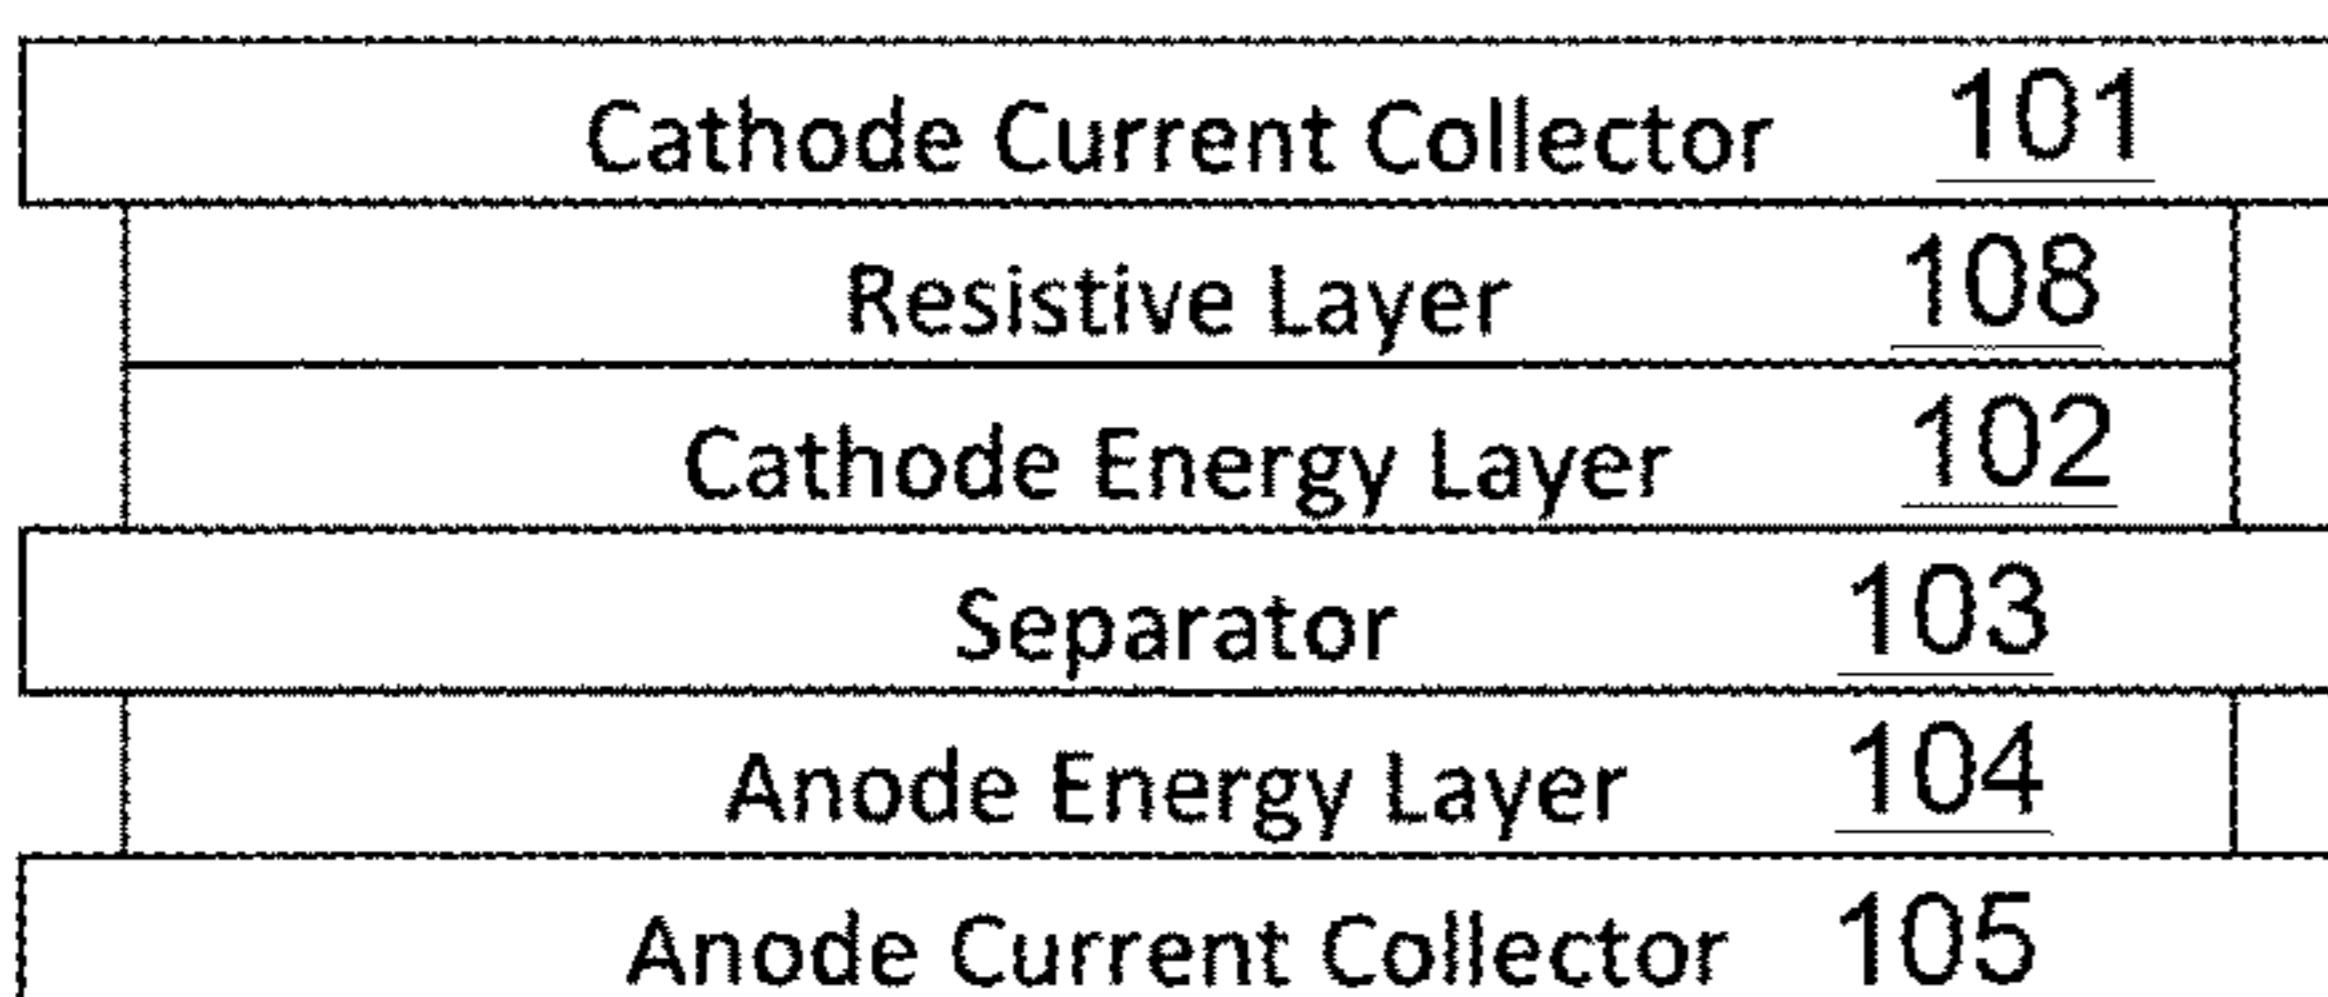 Cathode Current Collector 101
Resistive Layer 108
Cathode Energy Layer 102
Separator 103
Anode Energy Layer 104
Anode Current Collector 105